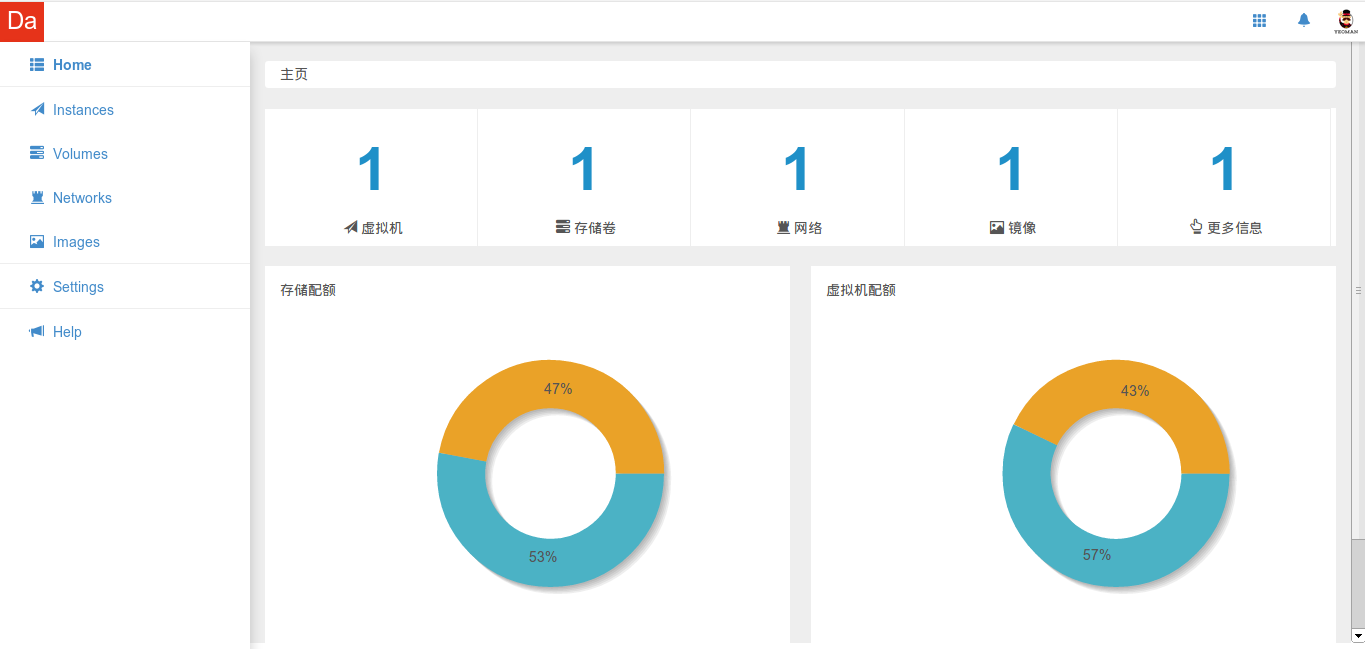 Da
YEOMAN
Home
Instances
Volumes
Networks
Images
Settings
Help
主页
1
虚拟机
1
存储卷
1
网络
1
镜像
1
更多信息
存储配额
47%
53%
虚拟机配额
43%
57%